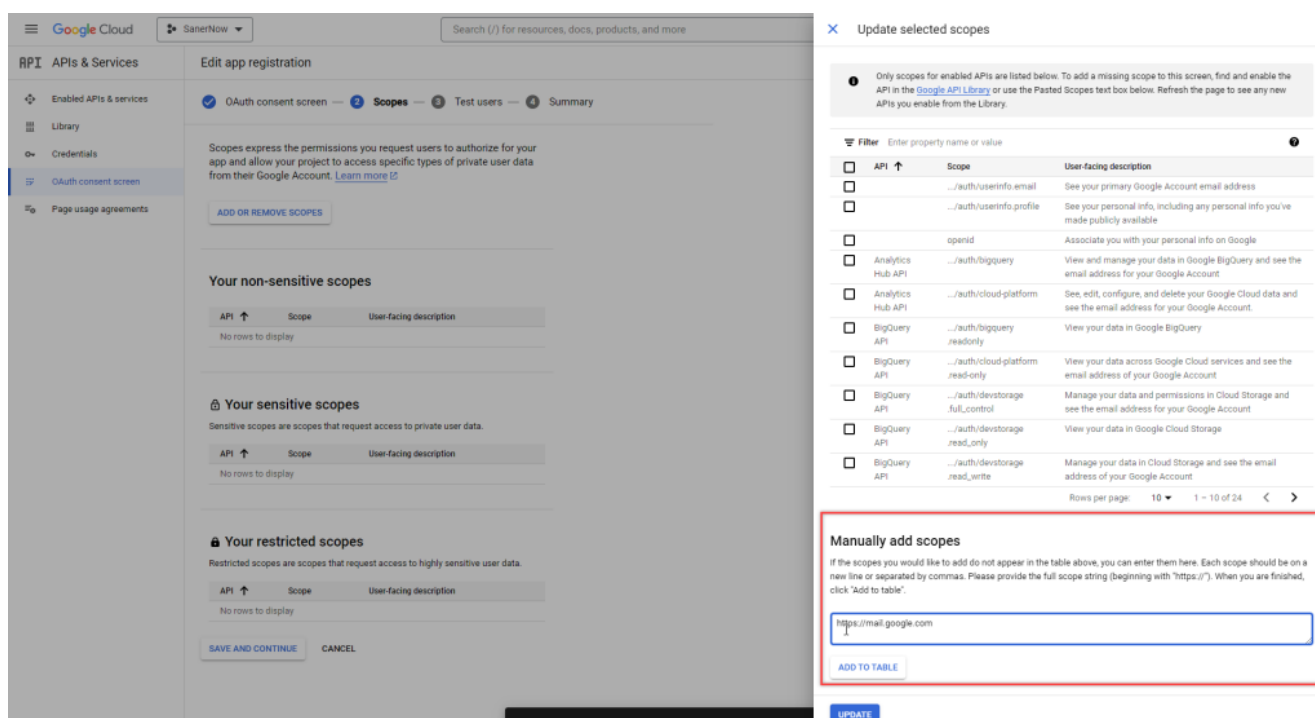 Google Cloud
SanerNow
Search (/) for resources, docs, products, and more
API APIs & Services
Enabled APIs & services
Library
Credentials
OAuth consent screen
Page usage agreements
Edit app registration
OAuth consent screen — 2 Scopes — 3 Test users — 4 Summary
Scopes express the permissions you request users to authorize for your
app and allow your project to access specific types of private user data
from their Google Account. Learn more
ADD OR REMOVE SCOPES
Your non-sensitive scopes
API Scope User-facing description
No rows to display
Your sensitive scopes
Sensitive scopes are scopes that request access to private user data.
API Scope User-facing description
No rows to display
Your restricted scopes
Restricted scopes are scopes that request access to highly sensitive user data.
API Scope User-facing description
No rows to display
SAVE AND CONTINUE CANCEL
Update selected scopes
Only scopes for enabled APIs are listed below. To add a missing scope to this screen, find and enable the
API in the Google API Library or use the Pasted Scopes text box below. Refresh the page to see any new
APIs you enable from the Library.
Filter Enter property name or value
API Scope User-facing description
.../auth/userinfo.email See your primary Google Account email address
.../auth/userinfo.profile See your personal info, including any personal info you've
made publicly available
openid Associate you with your personal info on Google
Analytics .../auth/bigquery View and manage your data in Google BigQuery and see the
Hub API email address for your Google Account
Analytics .../auth/cloud-platform See, edit, configure, and delete your Google Cloud data and
Hub API see the email address for your Google Account.
BigQuery .../auth/bigquery View your data in Google BigQuery
API .readonly
BigQuery .../auth/cloud-platform View your data across Google Cloud services and see the
API .read-only email address of your Google Account
BigQuery .../auth/devstorage Manage your data and permissions in Cloud Storage and
API .full_control see the email address for your Google Account
BigQuery .../auth/devstorage View your data in Google Cloud Storage
API .read_only
BigQuery .../auth/devstorage Manage your data in Cloud Storage and see the email
API .read_write address of your Google Account
Rows per page: 10 1 – 10 of 24
Manually add scopes
If the scopes you would like to add do not appear in the table above, you can enter them here. Each scope should be on a
new line or separated by commas. Please provide the full scope string (beginning with "https://"). When you are finished,
click "Add to table".
https://mail.google.com
ADD TO TABLE
UPDATE